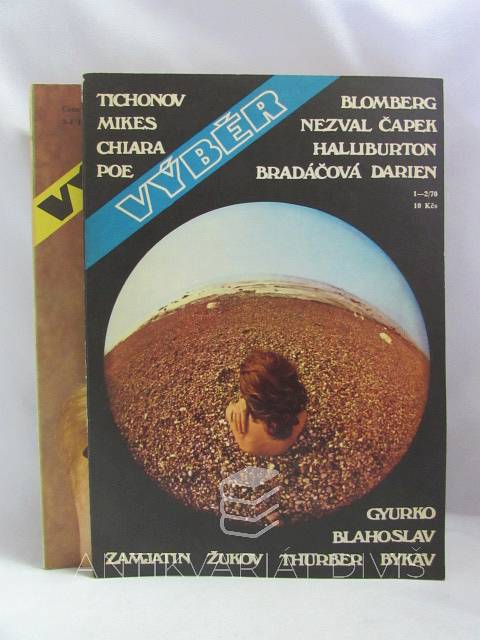 TICHONOV
MIKES
CHIARA
POE
VÝBĚR
BLOMBERG
NEZVAL ČAPEK
HALLIBURTON
BRADÁČOVÁ DARIEN
1—2/70
10 Kčs
GYURKO
BLAHOSLAV
ZAMJATIN ŽUKOV THURBER BYKAV
ANTIKVARIÁT DIVIŠ